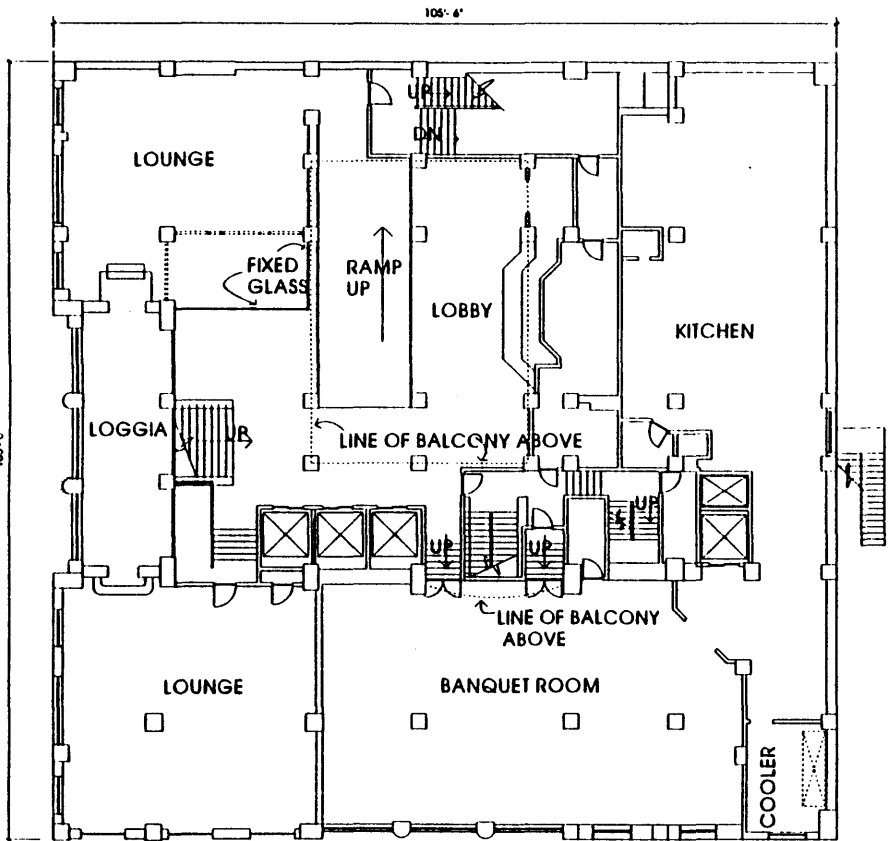 105'- 6"
UP
DN
LOUNGE
FIXED
GLASS
RAMP
UP
LOBBY
KITCHEN
LOGGIA
UP
LINE OF BALCONY ABOVE
UP
UP
UP
LINE OF BALCONY
ABOVE
LOUNGE
BANQUET ROOM
COOLER